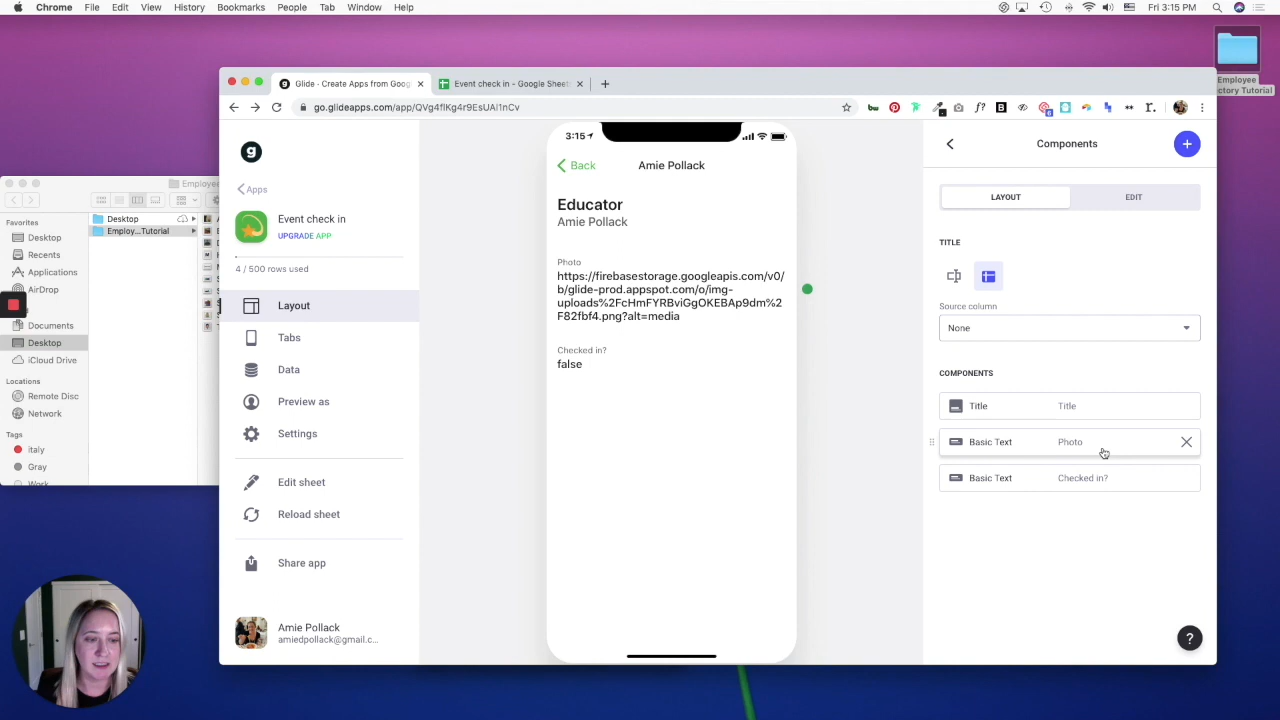 Chrome File Edit View History Bookmarks People Tab Window Help
Fri 3:15 PM
Employee
ctory Tutorial
Glide - Create Apps from Goog
Event check in - Google Sheets
go.glideapps.com/app/QVg4flKg4r9EsUAI1nCv
Employee
Favorites
Desktop
Recents
Applications
AirDrop
Documents
Desktop
iCloud Drive
Locations
Remote Disc
Network
Tags
italy
Gray
Work
Desktop
Employ...Tutorial
g
Apps
Event check in
UPGRADE APP
4 / 500 rows used
Layout
Tabs
Data
Preview as
Settings
Edit sheet
Reload sheet
Share app
Amie Pollack
amiedpollack@gmail.c...
3:15
Back
Amie Pollack
Educator
Amie Pollack
Photo
https://firebasestorage.googleapis.com/v0/
b/glide-prod.appspot.com/o/img-
uploads%2FcHmFYRBviGgOKEBAp9dm%2
F82fbf4.png?alt=media
Checked in?
false
Components
LAYOUT
EDIT
TITLE
Source column
None
COMPONENTS
Title Title
Basic Text Photo
Basic Text Checked in?
?